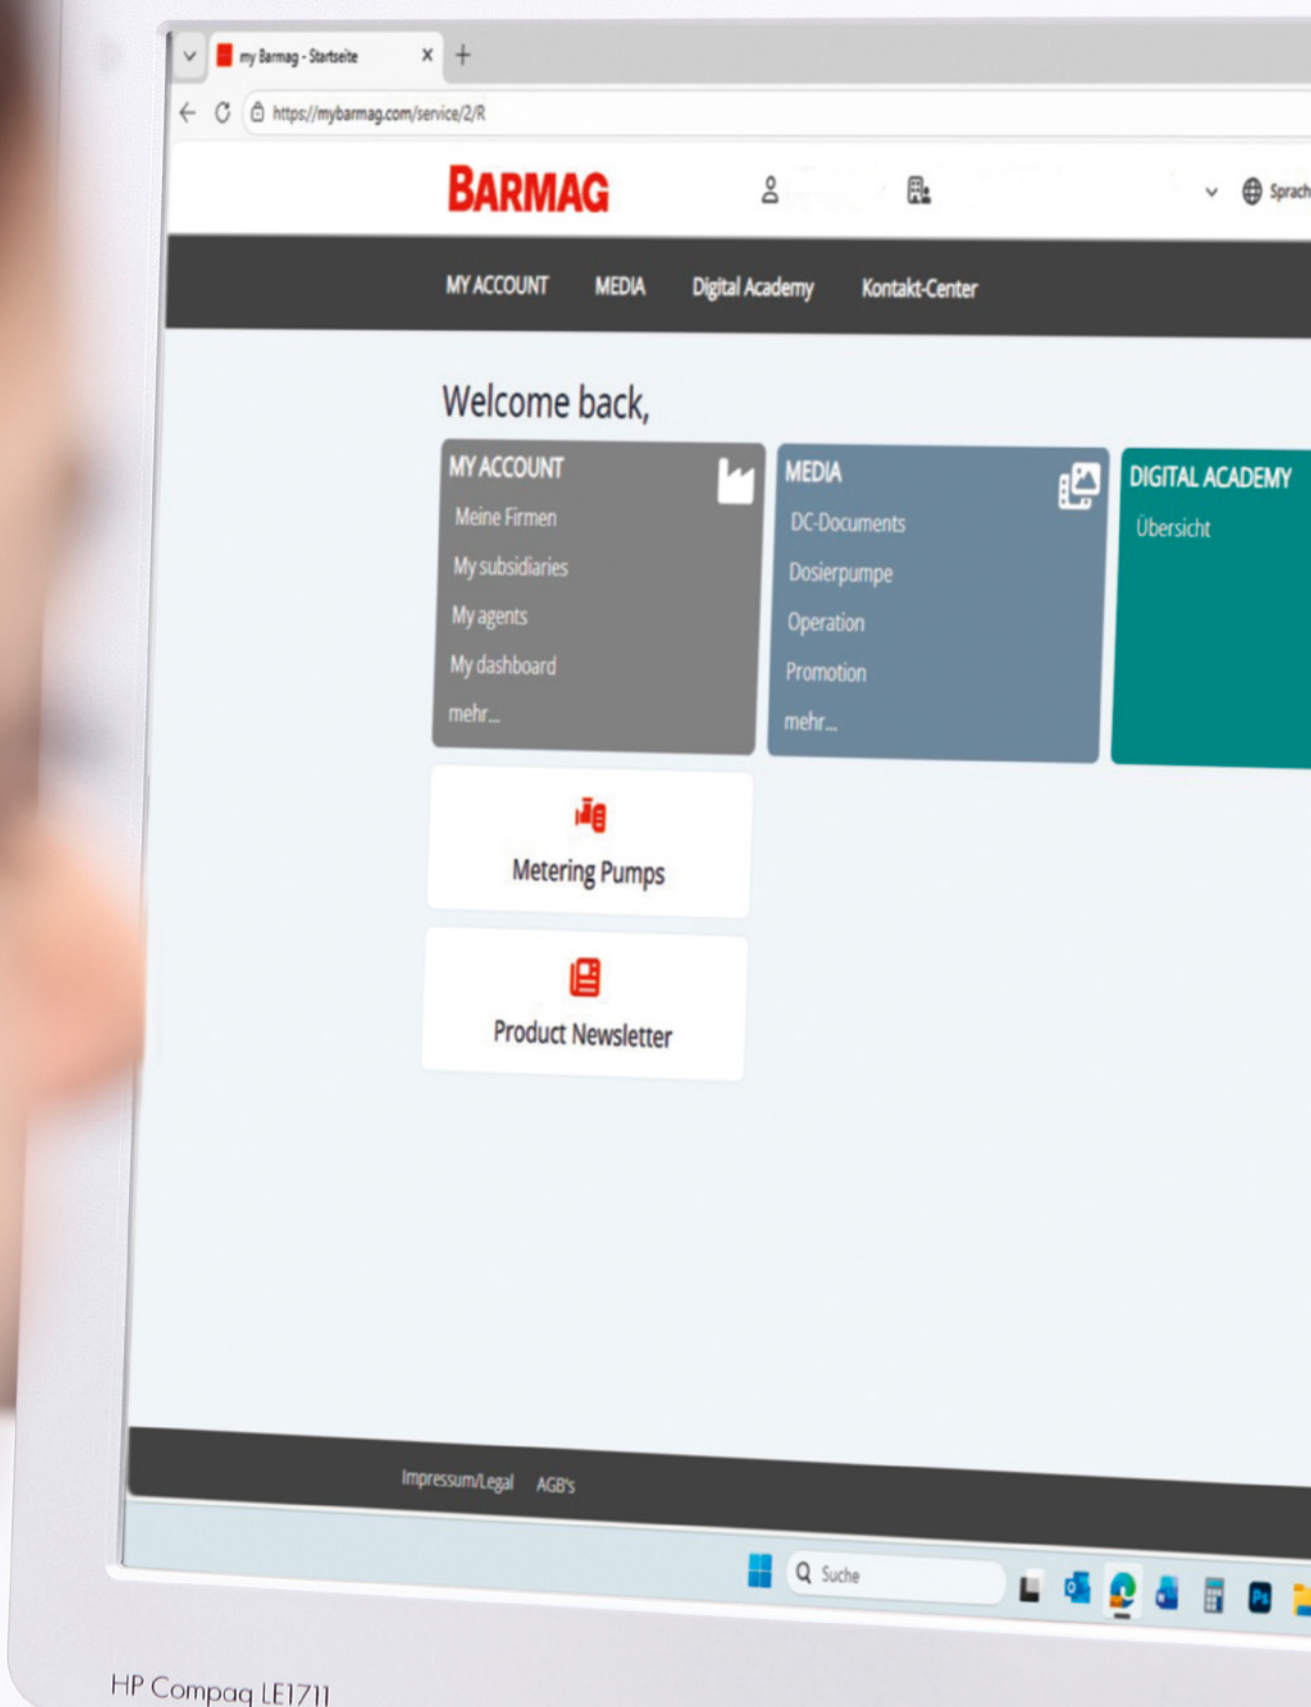 my Barmag - Startseite
https://mybarmag.com/service/2/R
BARMAG
Sprach
MY ACCOUNT MEDIA Digital Academy Kontakt-Center
Welcome back,
MY ACCOUNT
Meine Firmen
My subsidiaries
My agents
My dashboard
mehr...
MEDIA
DC-Documents
Dosierpumpe
Operation
Promotion
mehr...
DIGITAL ACADEMY
Übersicht
Metering Pumps
Product Newsletter
Impressum/Legal AGB's
Suche
Ps
HP Compaq LE1711